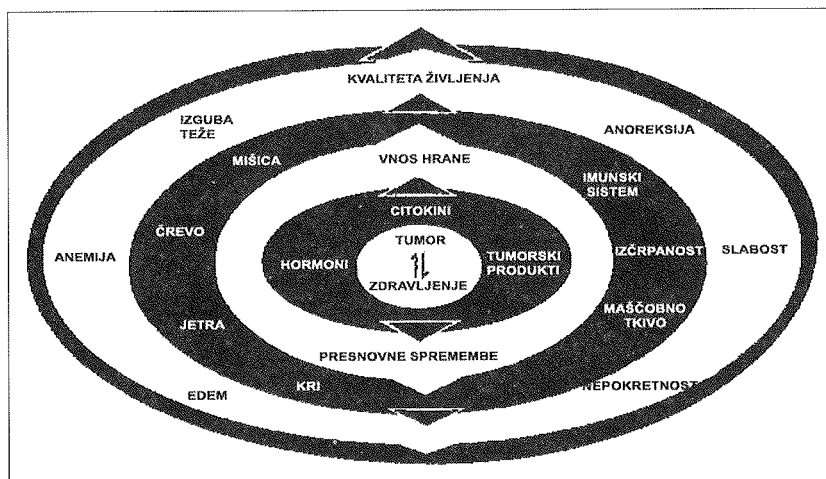 KVALITETA ŽIVLJENJA
IZGUBA
TEŽE
ANOREKSIJA
MIŠICA
VNOS HRANE
IMUNSKI
SISTEM
CITOKINI
ČREVO
TUMOR
ANEMIJA
HORMONI
TUMORSKI
PRODUKTI
IZČRPANOST
SLABOST
ZDRAVLJENJE
JETRA
MAŠČOBNO
TKIVO
PRESNOVNE SPREMEMBE
EDEM
KRI
NEPOKRETNOST